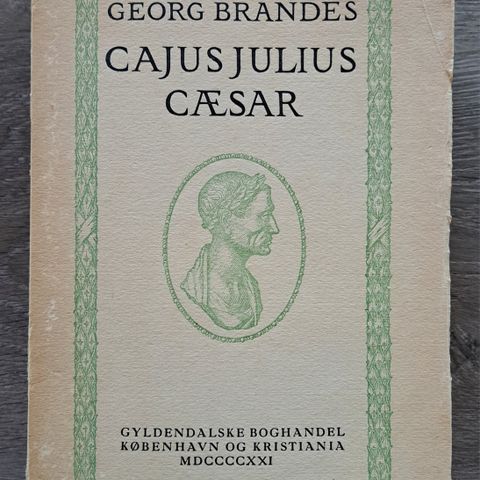 GEORG BRANDES
CAJUS JULIUS
CÆSAR
GYLDENDALSKE BOGHANDEL
KØBENHAVN OG KRISTIANIA
MDCCCCXXI